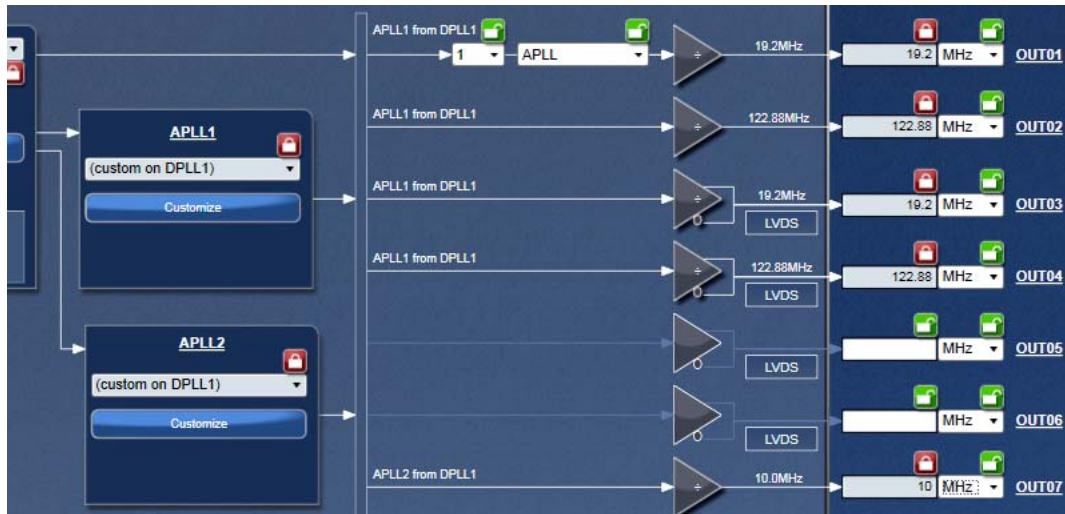 APLL1 from DPLL1
1 APLL ÷ 19.2MHz 19.2 MHz OUT01
APLL1 from DPLL1
÷ 122.88MHz 122.88 MHz OUT02
APLL1
(custom on DPLL1)
Customize
APLL1 from DPLL1
÷ 19.2MHz 19.2 MHz OUT03
LVDS
APLL1 from DPLL1
÷ 122.88MHz 122.88 MHz OUT04
LVDS
APLL2
(custom on DPLL1)
Customize
MHz OUT05
LVDS
MHz OUT06
LVDS
APLL2 from DPLL1
÷ 10.0MHz 10 MHz OUT07